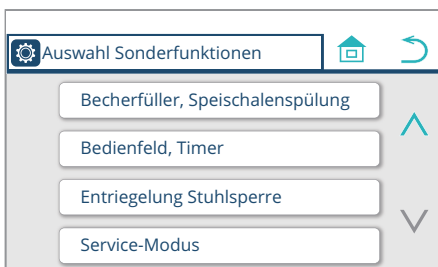 Auswahl Sonderfunktionen
Becherfüller, Speischalenspülung
Bedienfeld, Timer
Entriegelung Stuhlsperre
Service-Modus